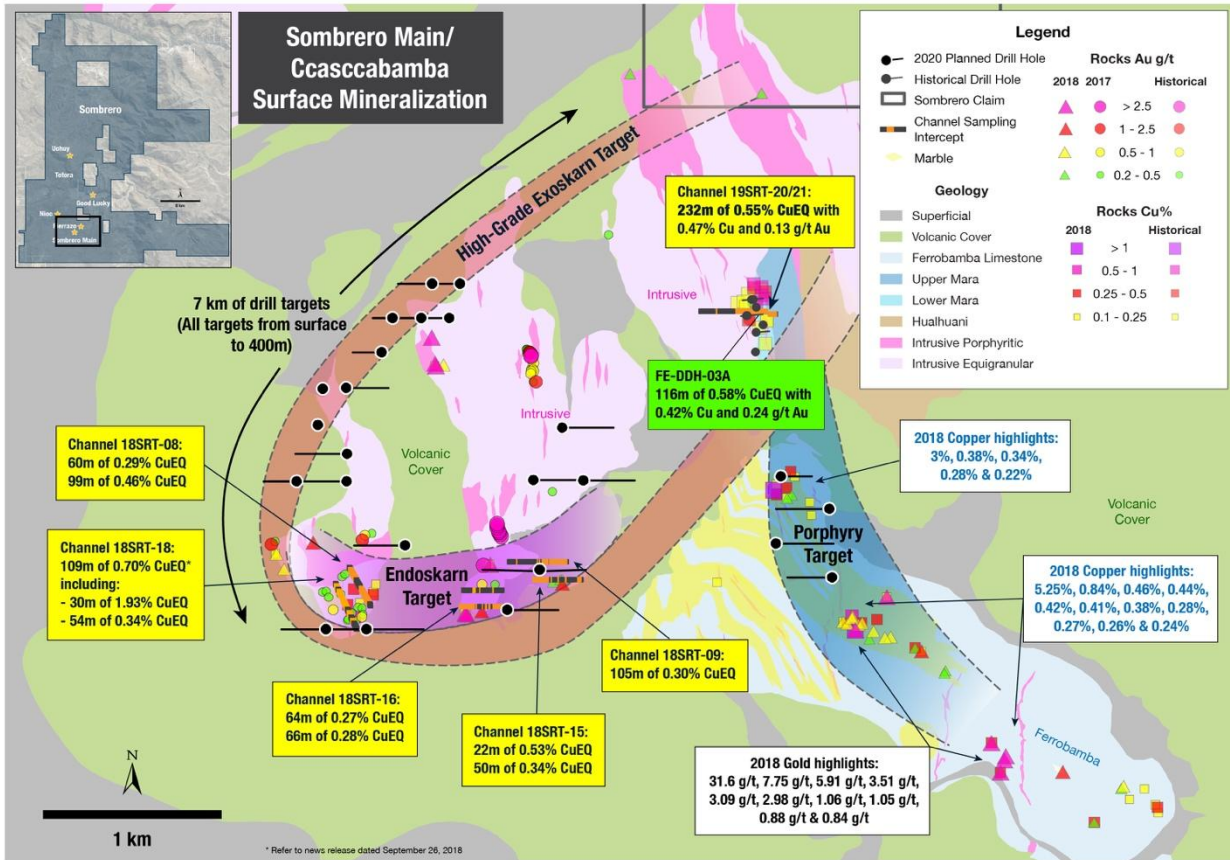 Sombrero Main/
Ccasccabamba
Surface Mineralization
Sombrero
Uchuy
Totora
Good Lucky
Nioc
Fierrazo
Sombrero Main
Legend
2020 Planned Drill Hole
Historical Drill Hole
Sombrero Claim
Channel Sampling
Intercept
Marble
Geology
Superficial
Volcanic Cover
Ferrobamba Limestone
Upper Mara
Lower Mara
Hualhuani
Intrusive Porphyritic
Intrusive Equigranular
Rocks Au g/t
2018 2017 Historical
> 2.5
1 - 2.5
0.5 - 1
0.2 - 0.5
Rocks Cu%
2018 Historical
> 1
0.5 - 1
0.25 - 0.5
0.1 - 0.25
High-Grade Exoskarn Target
7 km of drill targets
(All targets from surface
to 400m)
Channel 19SRT-20/21:
232m of 0.55% CuEQ with
0.47% Cu and 0.13 g/t Au
Intrusive
FE-DDH-03A
116m of 0.58% CuEQ with
0.42% Cu and 0.24 g/t Au
Intrusive
Volcanic
Cover
Channel 18SRT-08:
60m of 0.29% CuEQ
99m of 0.46% CuEQ
Channel 18SRT-18:
109m of 0.70% CuEQ*
including:
- 30m of 1.93% CuEQ
- 54m of 0.34% CuEQ
Endoskarn
Target
2018 Copper highlights:
3%, 0.38%, 0.34%,
0.28% & 0.22%
Volcanic
Cover
Porphyry
Target
2018 Copper highlights:
5.25%, 0.84%, 0.46%, 0.44%,
0.42%, 0.41%, 0.38%, 0.28%,
0.27%, 0.26% & 0.24%
Channel 18SRT-09:
105m of 0.30% CuEQ
Channel 18SRT-16:
64m of 0.27% CuEQ
66m of 0.28% CuEQ
Channel 18SRT-15:
22m of 0.53% CuEQ
50m of 0.34% CuEQ
Ferrobamba
2018 Gold highlights:
31.6 g/t, 7.75 g/t, 5.91 g/t, 3.51 g/t,
3.09 g/t, 2.98 g/t, 1.06 g/t, 1.05 g/t,
0.88 g/t & 0.84 g/t
N
1 km
* Refer to news release dated September 26, 2018